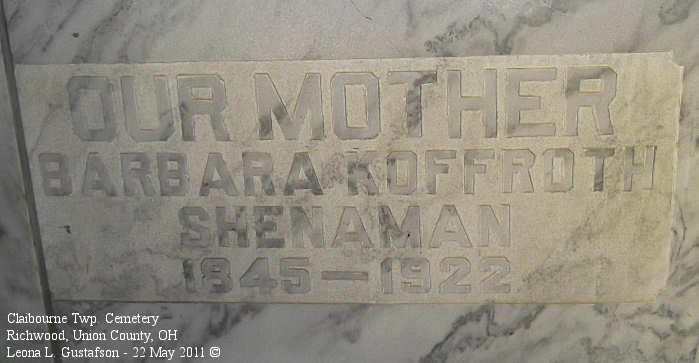 OUR MOTHER
BARBARA KOFFROTH
SHENAMAN
1845 — 1922
Claibourne Twp. Cemetery
Richwood, Union County, OH
Leona L. Gustafson - 22 May 2011 ©